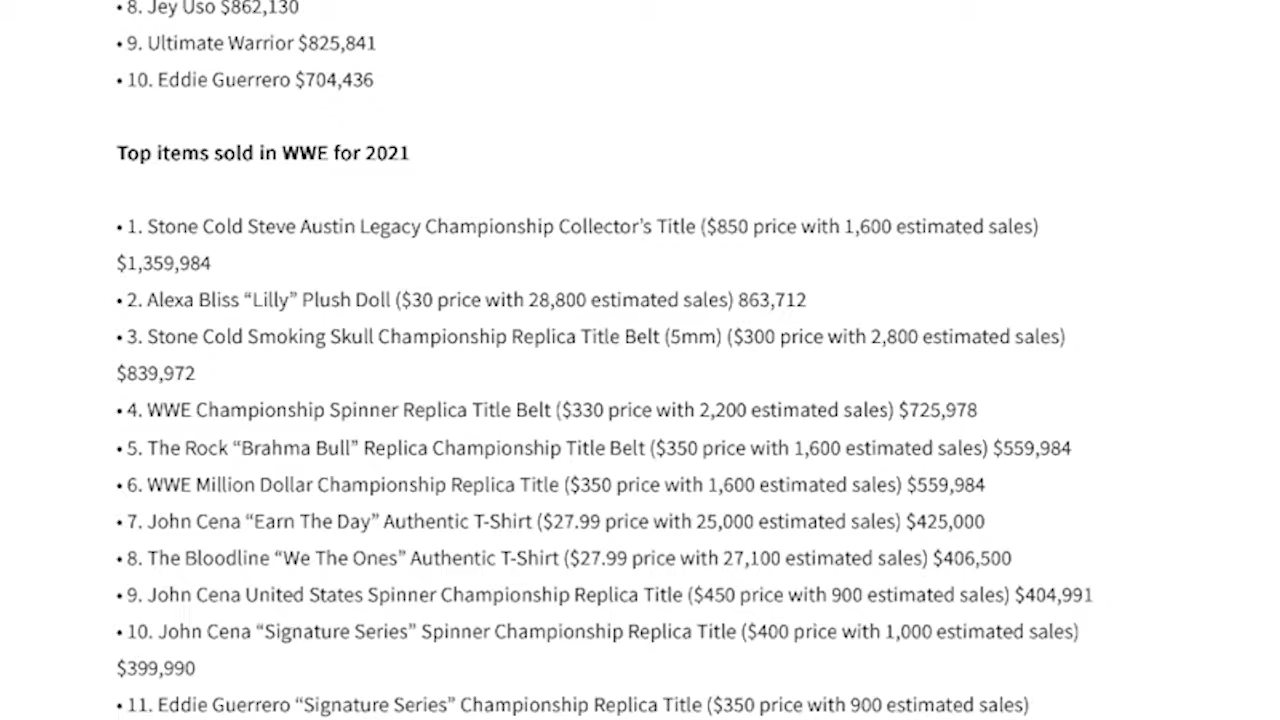 • 8. Jey Uso $862,130
• 9. Ultimate Warrior $825,841
• 10. Eddie Guerrero $704,436
Top items sold in WWE for 2021
• 1. Stone Cold Steve Austin Legacy Championship Collector’s Title ($850 price with 1,600 estimated sales)
$1,359,984
• 2. Alexa Bliss “Lilly” Plush Doll ($30 price with 28,800 estimated sales) 863,712
• 3. Stone Cold Smoking Skull Championship Replica Title Belt (5mm) ($300 price with 2,800 estimated sales)
$839,972
• 4. WWE Championship Spinner Replica Title Belt ($330 price with 2,200 estimated sales) $725,978
• 5. The Rock “Brahma Bull” Replica Championship Title Belt ($350 price with 1,600 estimated sales) $559,984
• 6. WWE Million Dollar Championship Replica Title ($350 price with 1,600 estimated sales) $559,984
• 7. John Cena “Earn The Day” Authentic T-Shirt ($27.99 price with 25,000 estimated sales) $425,000
• 8. The Bloodline “We The Ones” Authentic T-Shirt ($27.99 price with 27,100 estimated sales) $406,500
• 9. John Cena United States Spinner Championship Replica Title ($450 price with 900 estimated sales) $404,991
• 10. John Cena “Signature Series” Spinner Championship Replica Title ($400 price with 1,000 estimated sales)
$399,990
• 11. Eddie Guerrero “Signature Series” Championship Replica Title ($350 price with 900 estimated sales)